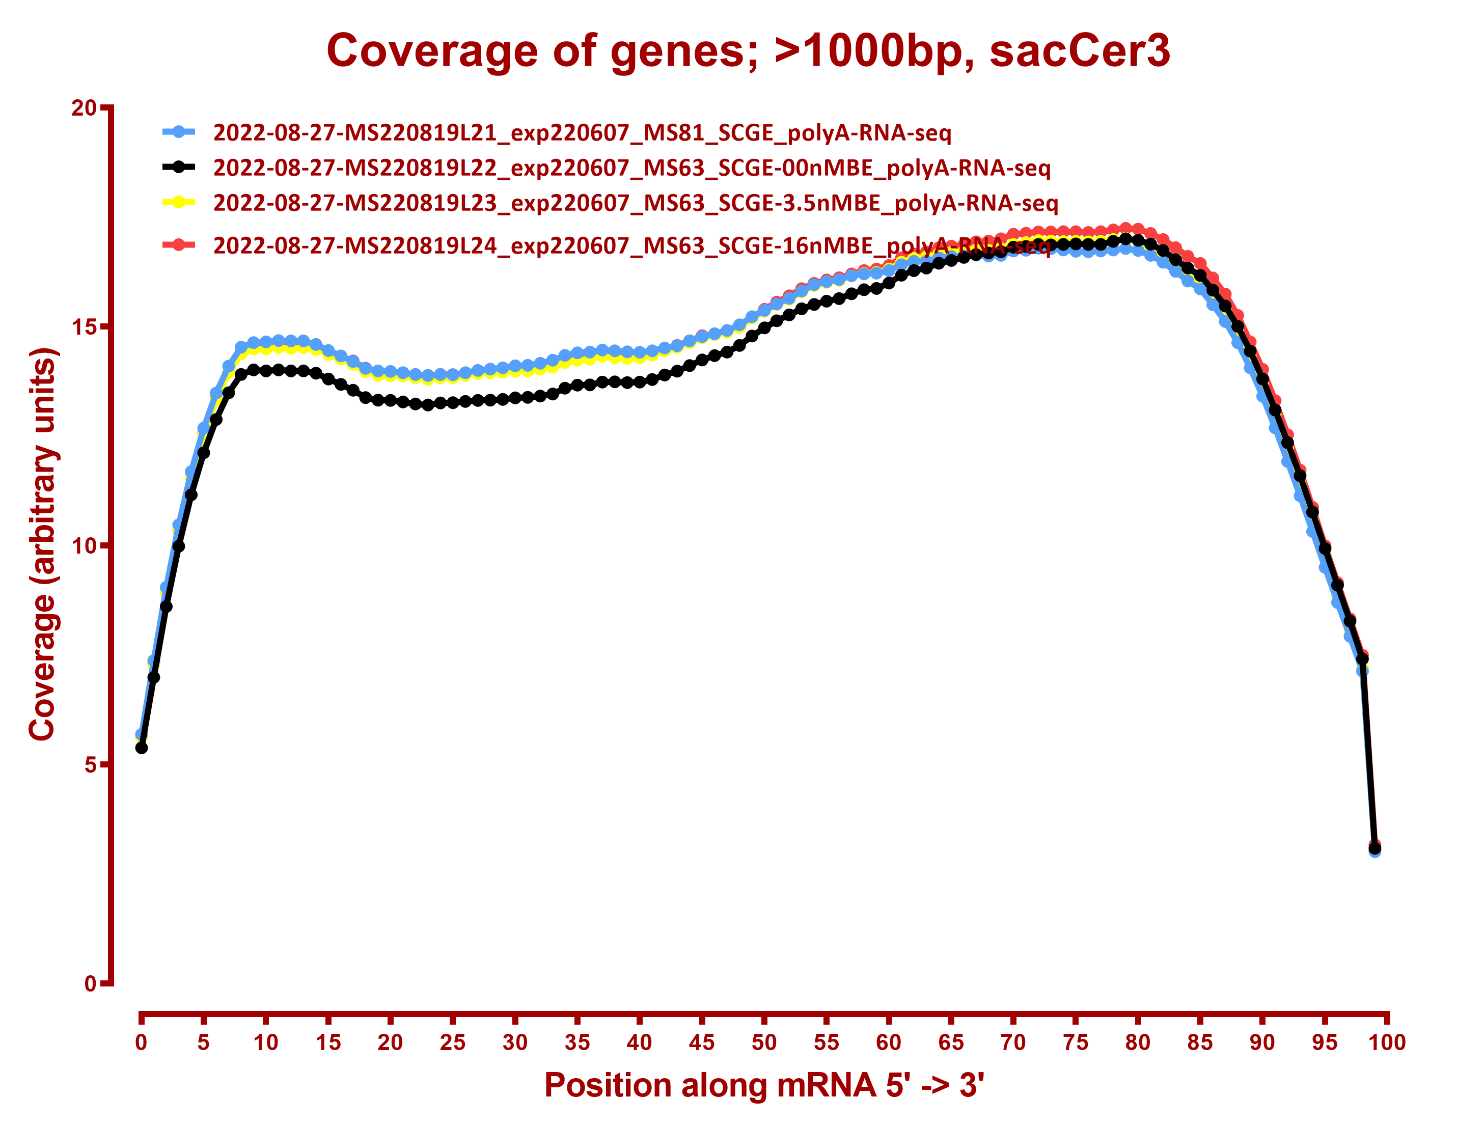 Coverage of genes; >1000bp, sacCer3
20
2022-08-27-MS220819L21_exp220607_MS81_SCGE_polyA-RNA-seq
2022-08-27-MS220819L22_exp220607_MS63_SCGE-00nMBE_polyA-RNA-seq
2022-08-27-MS220819L23_exp220607_MS63_SCGE-3.5nMBE_polyA-RNA-seq
2022-08-27-MS220819L24_exp220607_MS63_SCGE-16nMBE_polyA-RNA-seq
15
10
5
0
Coverage (arbitrary units)
0 5 10 15 20 25 30 35 40 45 50 55 60 65 70 75 80 85 90 95 100
Position along mRNA 5' -> 3'